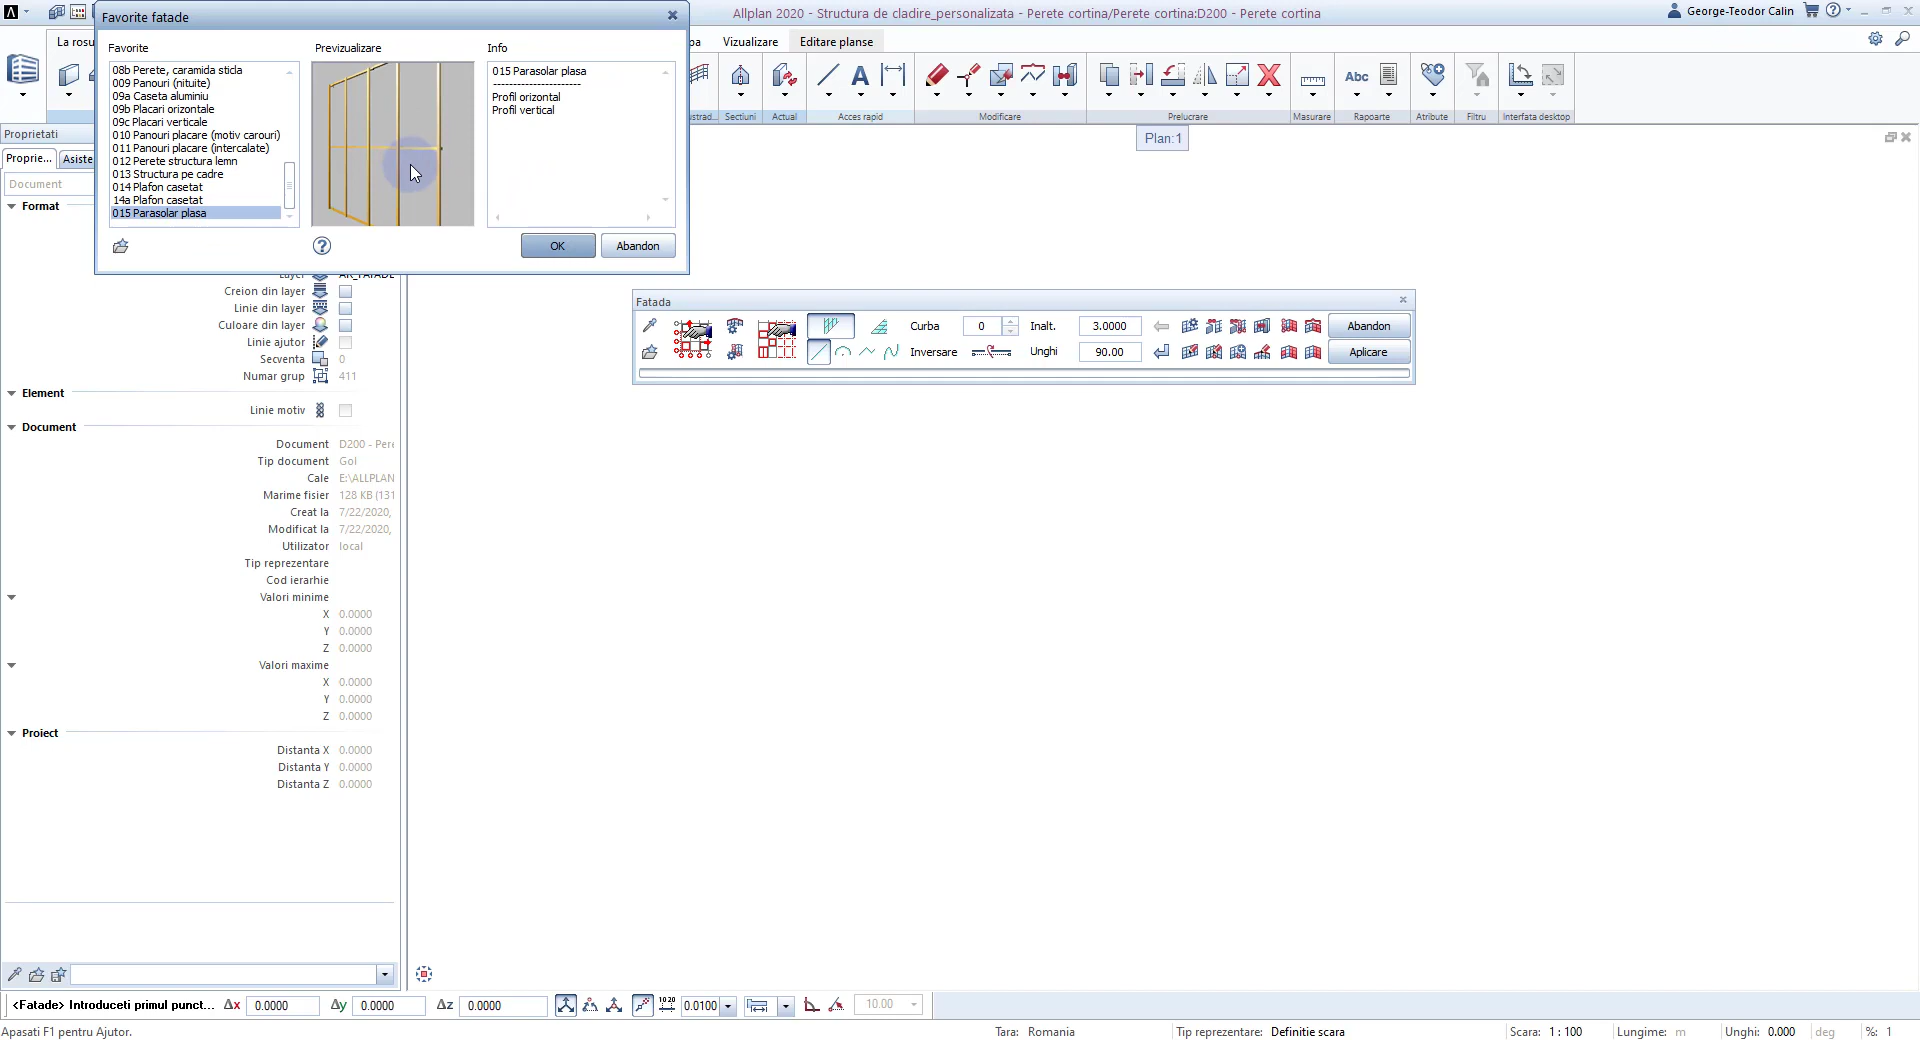 Favorite fatade
Allplan 2020 - Structura de cladire_personalizata - Perete cortina/Perete cortina:D200 - Perete cortina
George-Teodor Calin
La rosu
pa
Vizualizare
Editare planse
Favorite
Previzualizare
Info
08b Perete, caramida sticla
009 Panouri (nituite)
09a Caseta aluminiu
09b Placari orizontale
09c Placari verticale
010 Panouri placare (motiv carouri)
011 Panouri placare (intercalate)
012 Perete structura lemn
013 Structura pe cadre
014 Plafon casetat
14a Plafon casetat
015 Parasolar plasa
015 Parasolar plasa
------------------------
Profil orizontal
Profil vertical
OK
Abandon
Abc
strad...
Sectiuni
Actual
Acces rapid
Modificare
Prelucrare
Masurare
Rapoarte
Atribute
Filtru
Interfata desktop
Plan:1
Proprietati
Proprie...
Asiste
Document
Format
Creion din layer
Linie din layer
Culoare din layer
Linie ajutor
Secventa 0
Numar grup 411
Element
Linie motiv
Document
Document D200 - Pere
Tip document Gol
Cale E:\ALLPLAN
Marime fisier 128 KB (131
Creat la 7/22/2020,
Modificat la 7/22/2020,
Utilizator local
Tip reprezentare
Cod ierarhie
Valori minime
X 0.0000
Y 0.0000
Z 0.0000
Valori maxime
X 0.0000
Y 0.0000
Z 0.0000
Proiect
Distanta X 0.0000
Distanta Y 0.0000
Distanta Z 0.0000
Fatada
Curba 0 Inalt. 3.0000 Abandon
Inversare Unghi 90.00 Aplicare
<Fatade> Introduceti primul punct... Δx 0.0000 Δy 0.0000 Δz 0.0000 1020 0.0100 10.00
Apasati F1 pentru Ajutor.
Tara: Romania
Tip reprezentare: Definitie scara
Scara: 1 : 100
Lungime: m
Unghi: 0.000 deg
%: 1